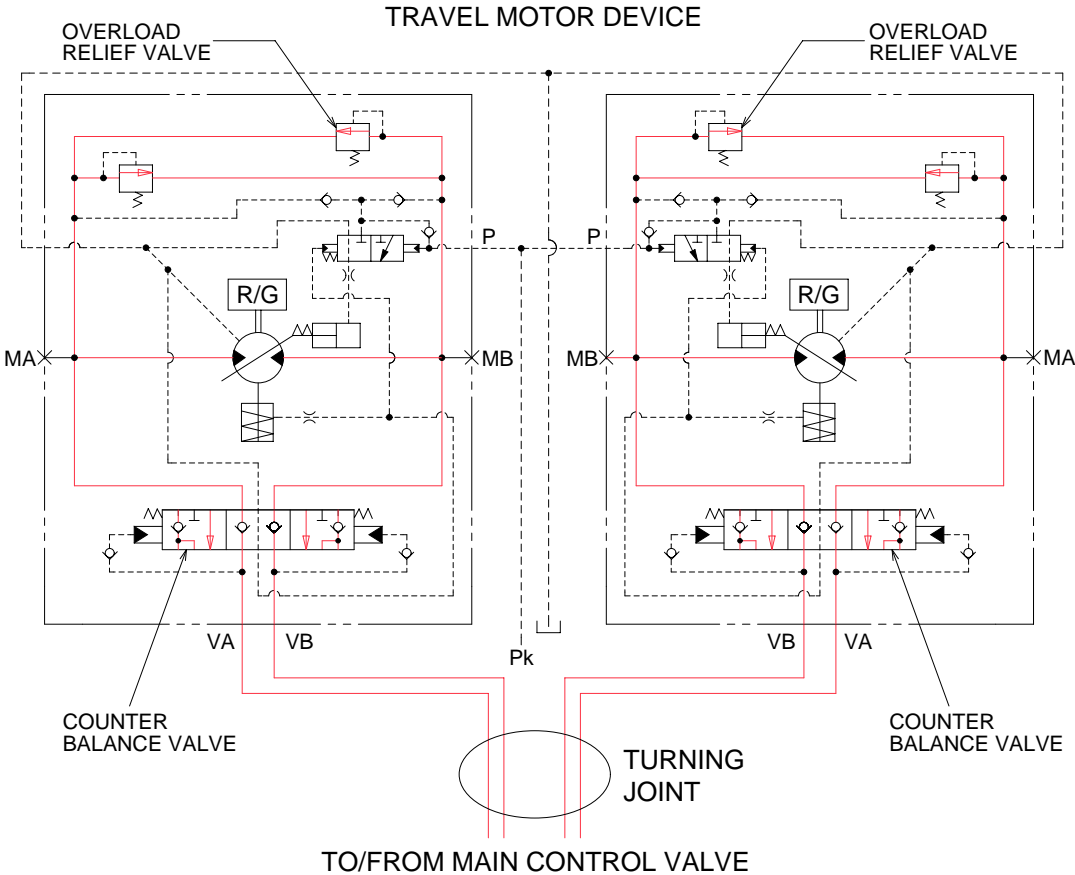 TRAVEL MOTOR DEVICE
OVERLOAD
RELIEF VALVE
OVERLOAD
RELIEF VALVE
P
P
R/G
R/G
MA
MB
MB
MA
VA
VB
Pk
VB
VA
COUNTER
BALANCE VALVE
COUNTER
BALANCE VALVE
TURNING
JOINT
TO/FROM MAIN CONTROL VALVE